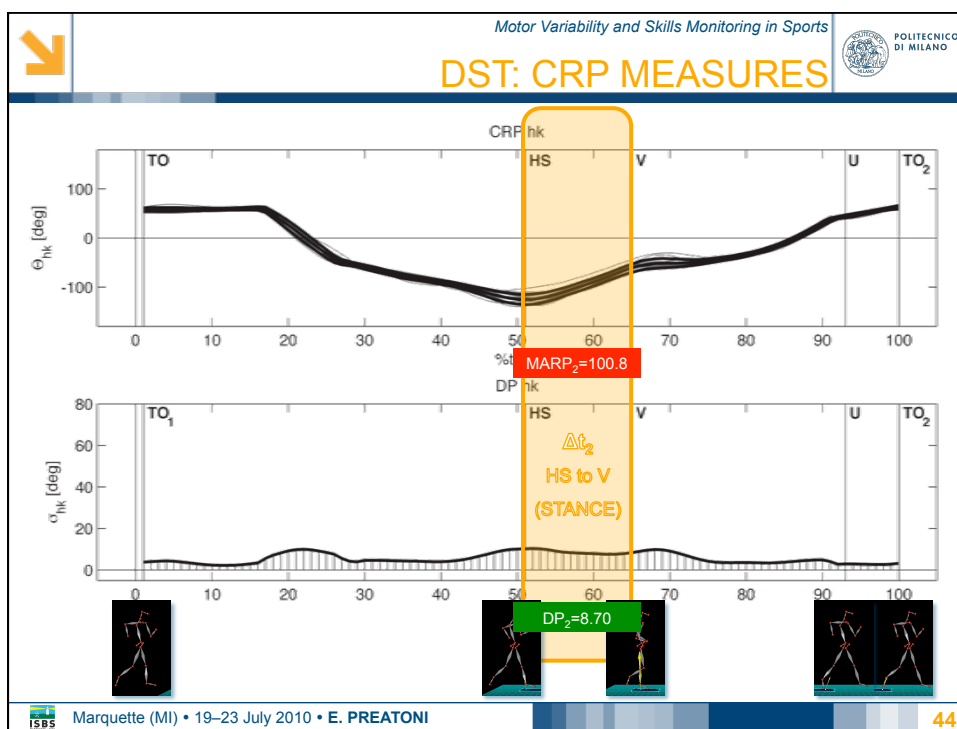 Motor Variability and Skills Monitoring in Sports
POLITECNICO
DI MILANO
POLITECNICO
MILANO
DST: CRP MEASURES
CRP hk
TO HS V U TO₂
Θhk [deg]
100
0
-100
0 10 20 30 40 50 60 70 80 90 100
%t
MARP₂=100.8
DP hk
TO₁ HS V U TO₂
σhk [deg]
80
60
40
20
0
Δt₂
HS to V
(STANCE)
0 10 20 30 40 50 60 70 80 90 100
DP₂=8.70
ISBS
Marquette (MI) • 19–23 July 2010 • E. PREATONI
44